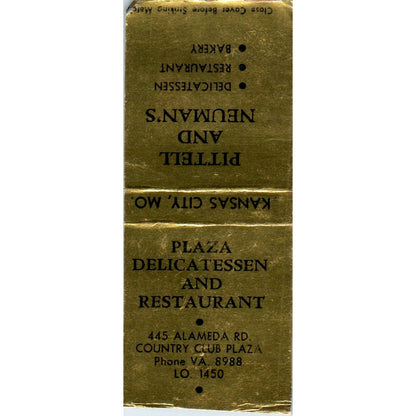 KANSAS CITY, MO.
PITTELL
AND
NEUMAN'S
• DELICATESSEN
• RESTAURANT
• BAKERY
Close Cover Before Striking
PLAZA
DELICATESSEN
AND
RESTAURANT
•
445 ALAMEDA RD.
COUNTRY CLUB PLAZA
Phone VA. 8988
LO. 1450
•